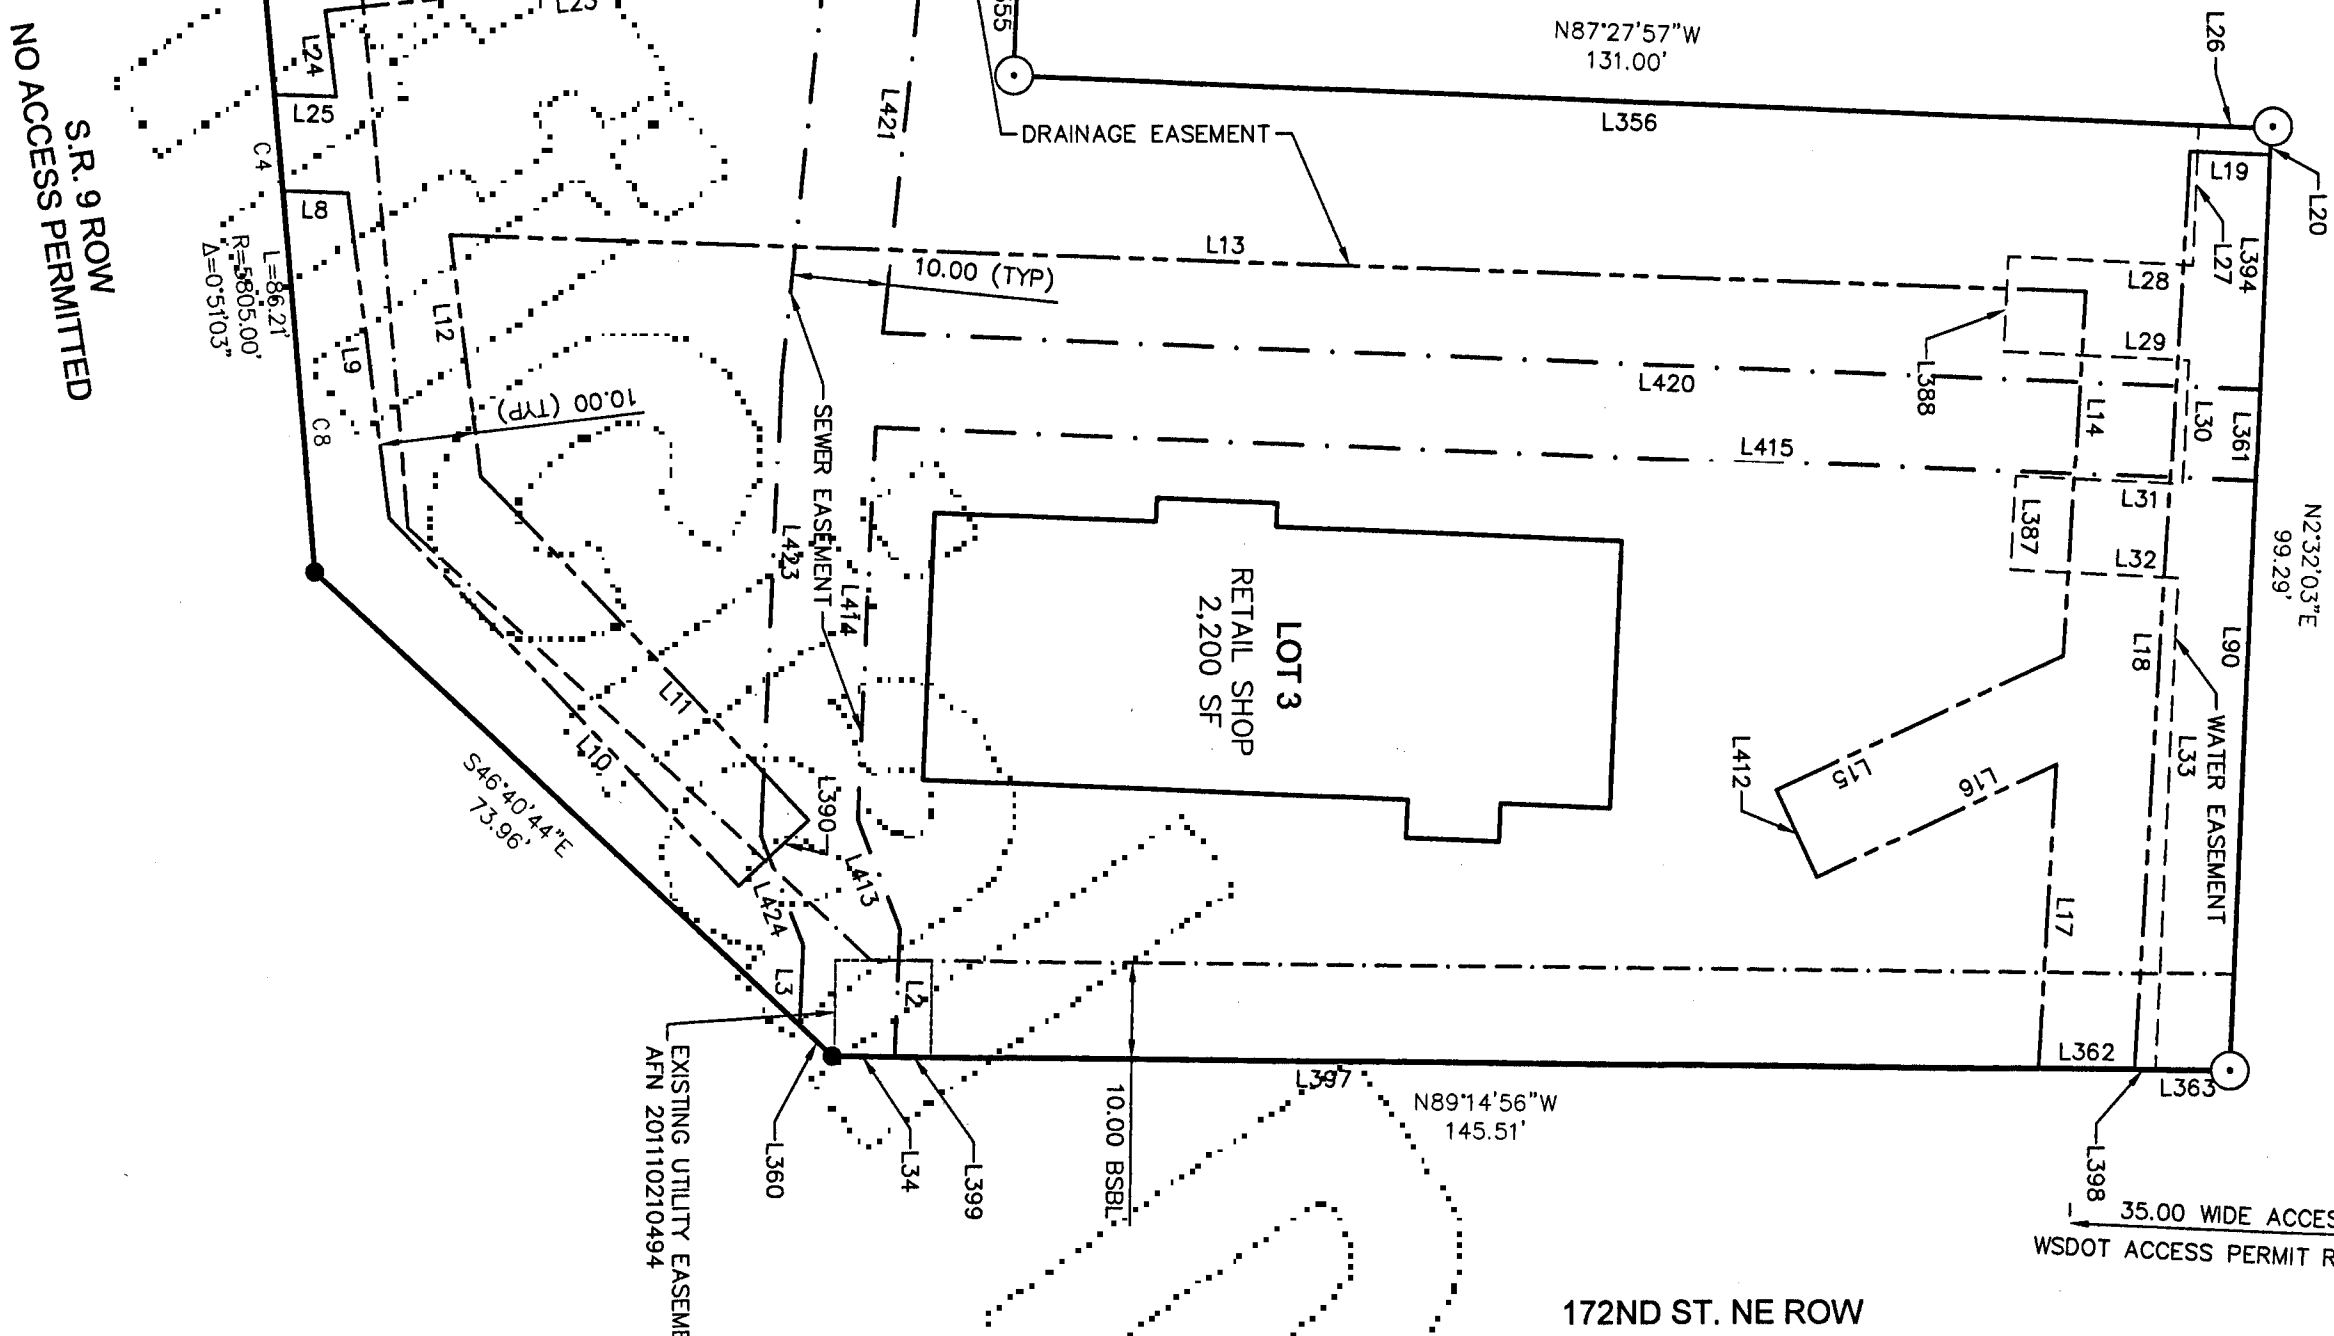 L23
L24
L25
C4
L8
L9
L12
C8
S.R. 9 ROW
NO ACCESS PERMITTED
L=86.21'
R=5805.00'
Δ=0°51'03"
10.00 (TYP)
L421
N87°27'57"W
131.00'
L356
DRAINAGE EASEMENT
L13
10.00 (TYP)
L26
L19
L20
L27
L394
L28
L29
L388
L14
L30
L361
L420
L415
L31
L387
L32
N2°32'03"E
99.29'
L90
L18
L33
WATER EASEMENT
SEWER EASEMENT
L423
L414
LOT 3
RETAIL SHOP
2,200 SF
L11
L10
S46°40'44"E
73.96'
L390
L413
L424
L3
L2
L412
L15
L16
L17
L362
L363
L397
N89°14'56"W
145.51'
10.00 BSBL
L360
L34
L399
L398
EXISTING UTILITY EASEME
AFN 201110210494
35.00 WIDE ACCES
WSDOT ACCESS PERMIT R
172ND ST. NE ROW